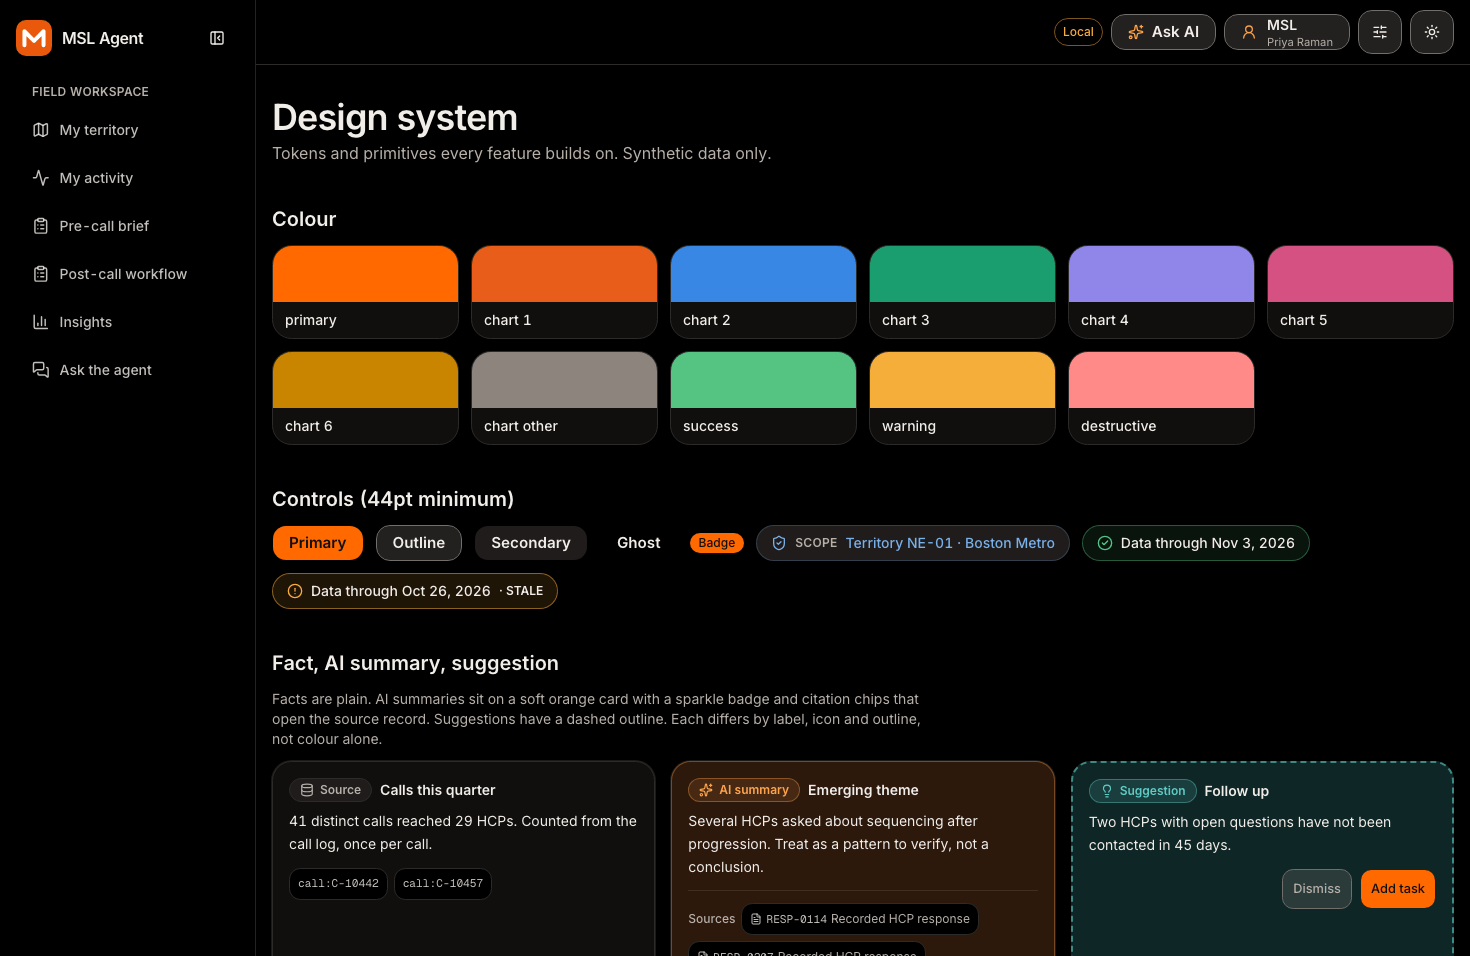 MSL Agent
Local
Ask AI
MSL
Priya Raman
FIELD WORKSPACE
My territory
My activity
Pre-call brief
Post-call workflow
Insights
Ask the agent
Design system
Tokens and primitives every feature builds on. Synthetic data only.
Colour
primary
chart 1
chart 2
chart 3
chart 4
chart 5
chart 6
chart other
success
warning
destructive
Controls (44pt minimum)
Primary
Outline
Secondary
Ghost
Badge
SCOPE Territory NE-01 · Boston Metro
Data through Nov 3, 2026
Data through Oct 26, 2026 · STALE
Fact, AI summary, suggestion
Facts are plain. AI summaries sit on a soft orange card with a sparkle badge and citation chips that
open the source record. Suggestions have a dashed outline. Each differs by label, icon and outline,
not colour alone.
Source Calls this quarter
41 distinct calls reached 29 HCPs. Counted from the
call log, once per call.
call:C-10442 call:C-10457
AI summary Emerging theme
Several HCPs asked about sequencing after
progression. Treat as a pattern to verify, not a
conclusion.
Sources RESP-0114 Recorded HCP response
RESP-0207 Recorded HCP response
Suggestion Follow up
Two HCPs with open questions have not been
contacted in 45 days.
Dismiss Add task